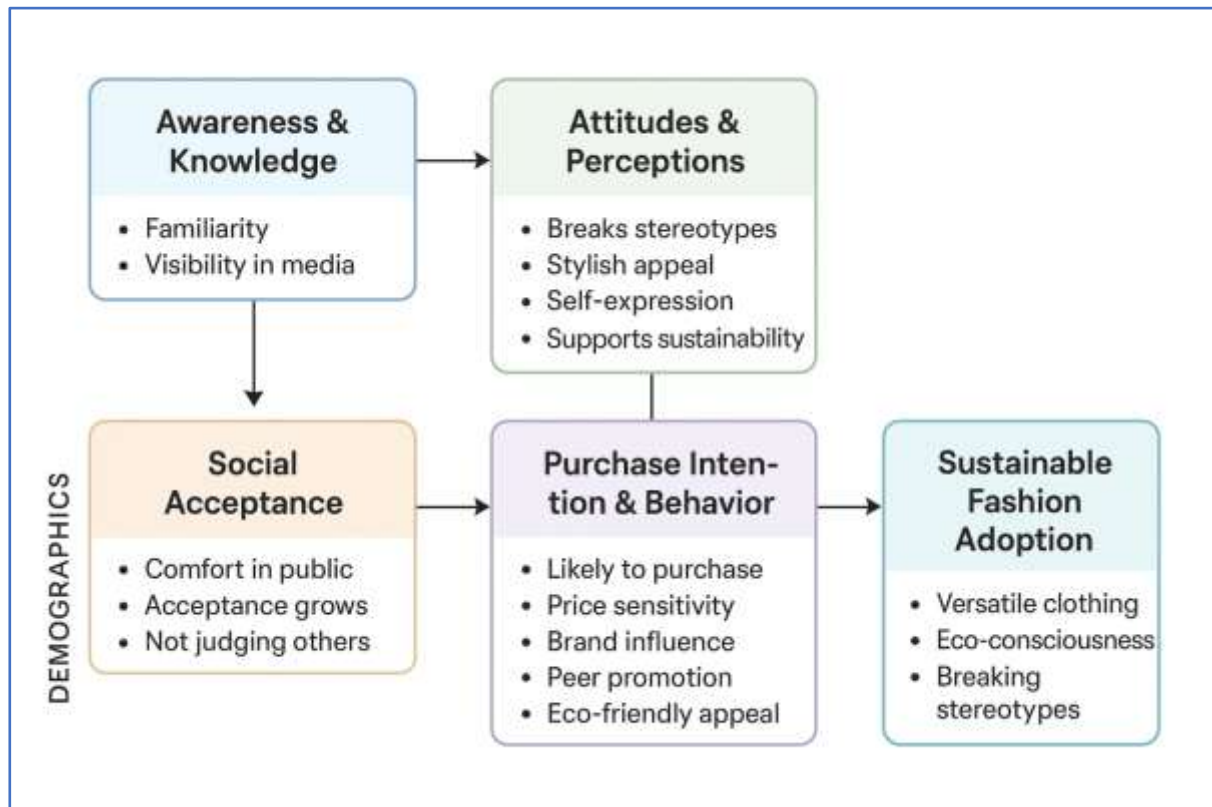 Awareness &
Knowledge
• Familiarity
• Visibility in media
Attitudes &
Perceptions
• Breaks stereotypes
• Stylish appeal
• Self-expression
• Supports sustainability
DEMOGRAPHICS
Social
Acceptance
• Comfort in public
• Acceptance grows
• Not judging others
Purchase Inten-
tion & Behavior
• Likely to purchase
• Price sensitivity
• Brand influence
• Peer promotion
• Eco-friendly appeal
Sustainable
Fashion
Adoption
• Versatile clothing
• Eco-consciousness
• Breaking
stereotypes